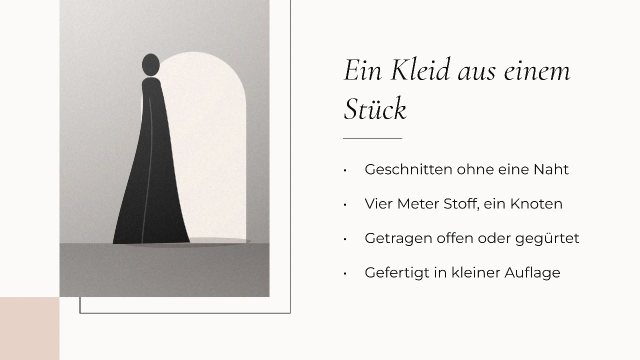 Ein Kleid aus einem
Stück
· Geschnitten ohne eine Naht
· Vier Meter Stoff, ein Knoten
· Getragen offen oder gegürtet
· Gefertigt in kleiner Auflage